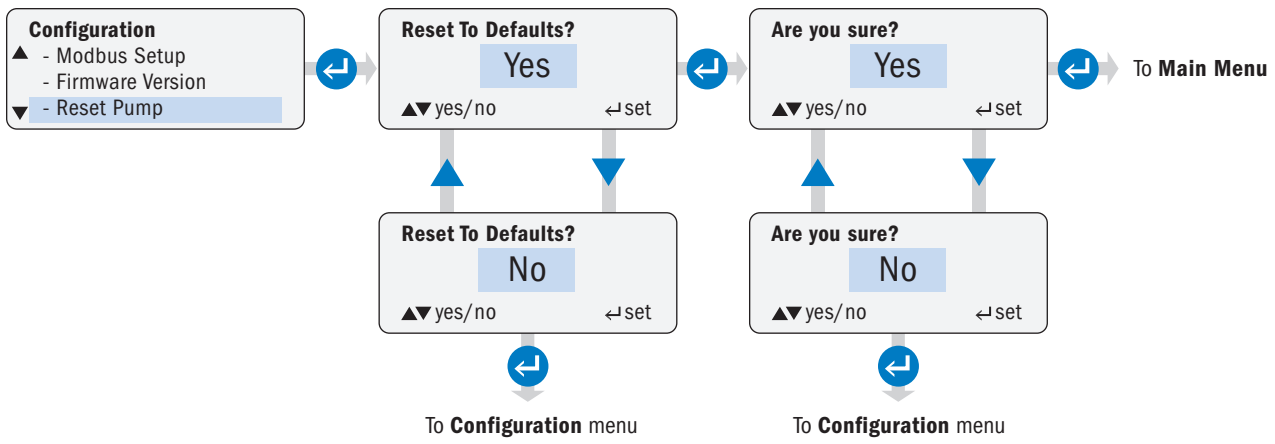 Configuration
- Modbus Setup
- Firmware Version
- Reset Pump
Reset To Defaults?
Yes
▲▼ yes/no ↵ set
Are you sure?
Yes
▲▼ yes/no ↵ set
To Main Menu
Reset To Defaults?
No
▲▼ yes/no ↵ set
Are you sure?
No
▲▼ yes/no ↵ set
To Configuration menu
To Configuration menu